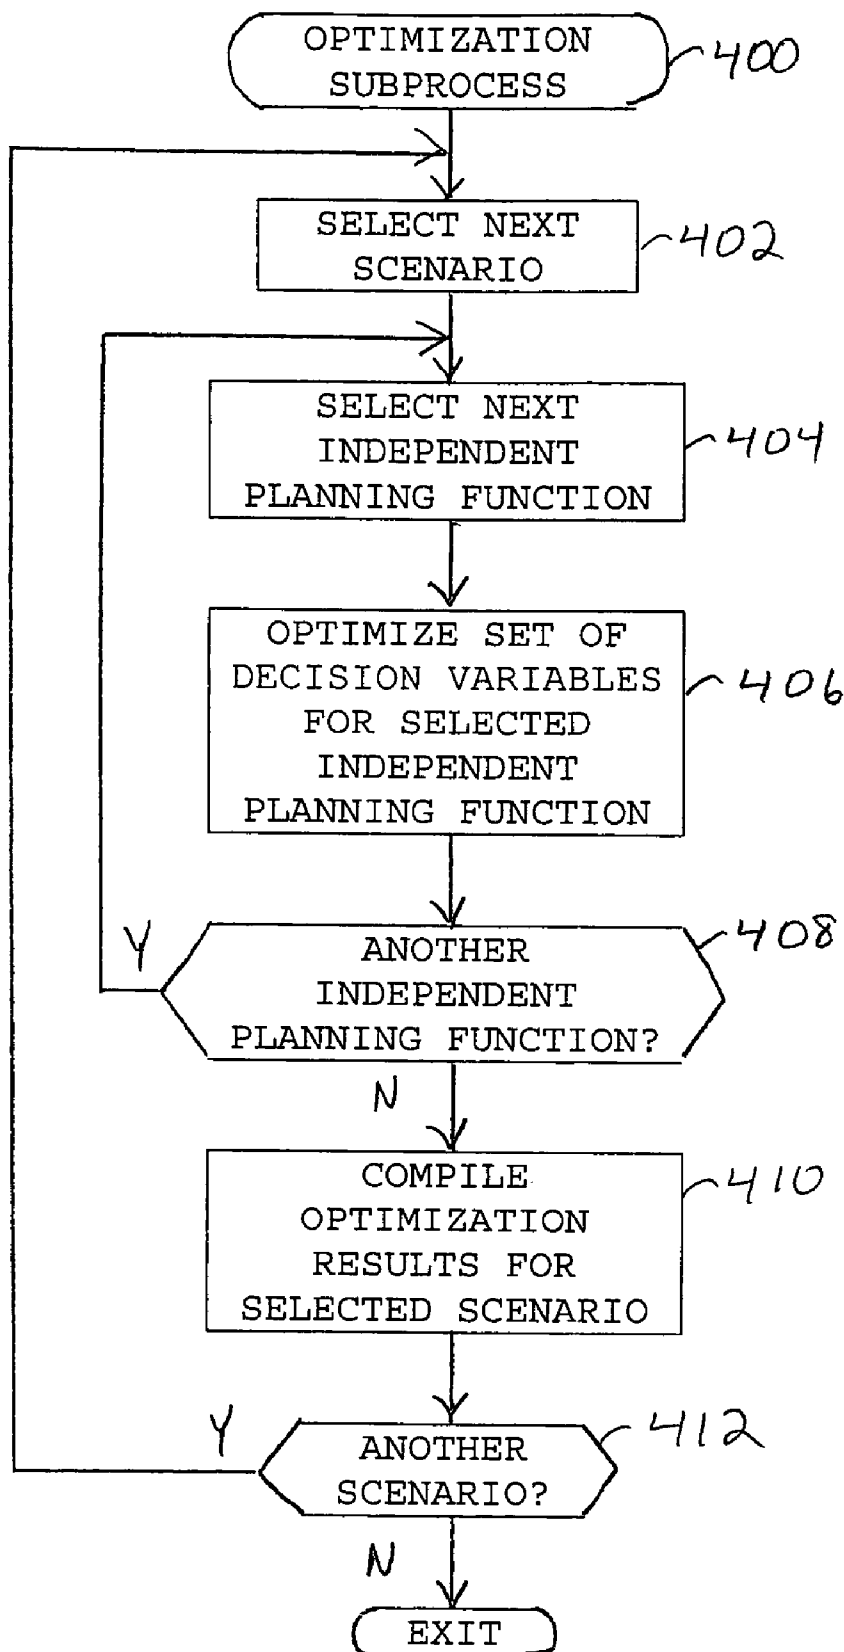 OPTIMIZATION
SUBPROCESS
400
SELECT NEXT
SCENARIO
402
SELECT NEXT
INDEPENDENT
PLANNING FUNCTION
404
OPTIMIZE SET OF
DECISION VARIABLES
FOR SELECTED
INDEPENDENT
PLANNING FUNCTION
406
ANOTHER
INDEPENDENT
PLANNING FUNCTION?
408
Y
N
COMPILE
OPTIMIZATION
RESULTS FOR
SELECTED SCENARIO
410
ANOTHER
SCENARIO?
412
Y
N
EXIT